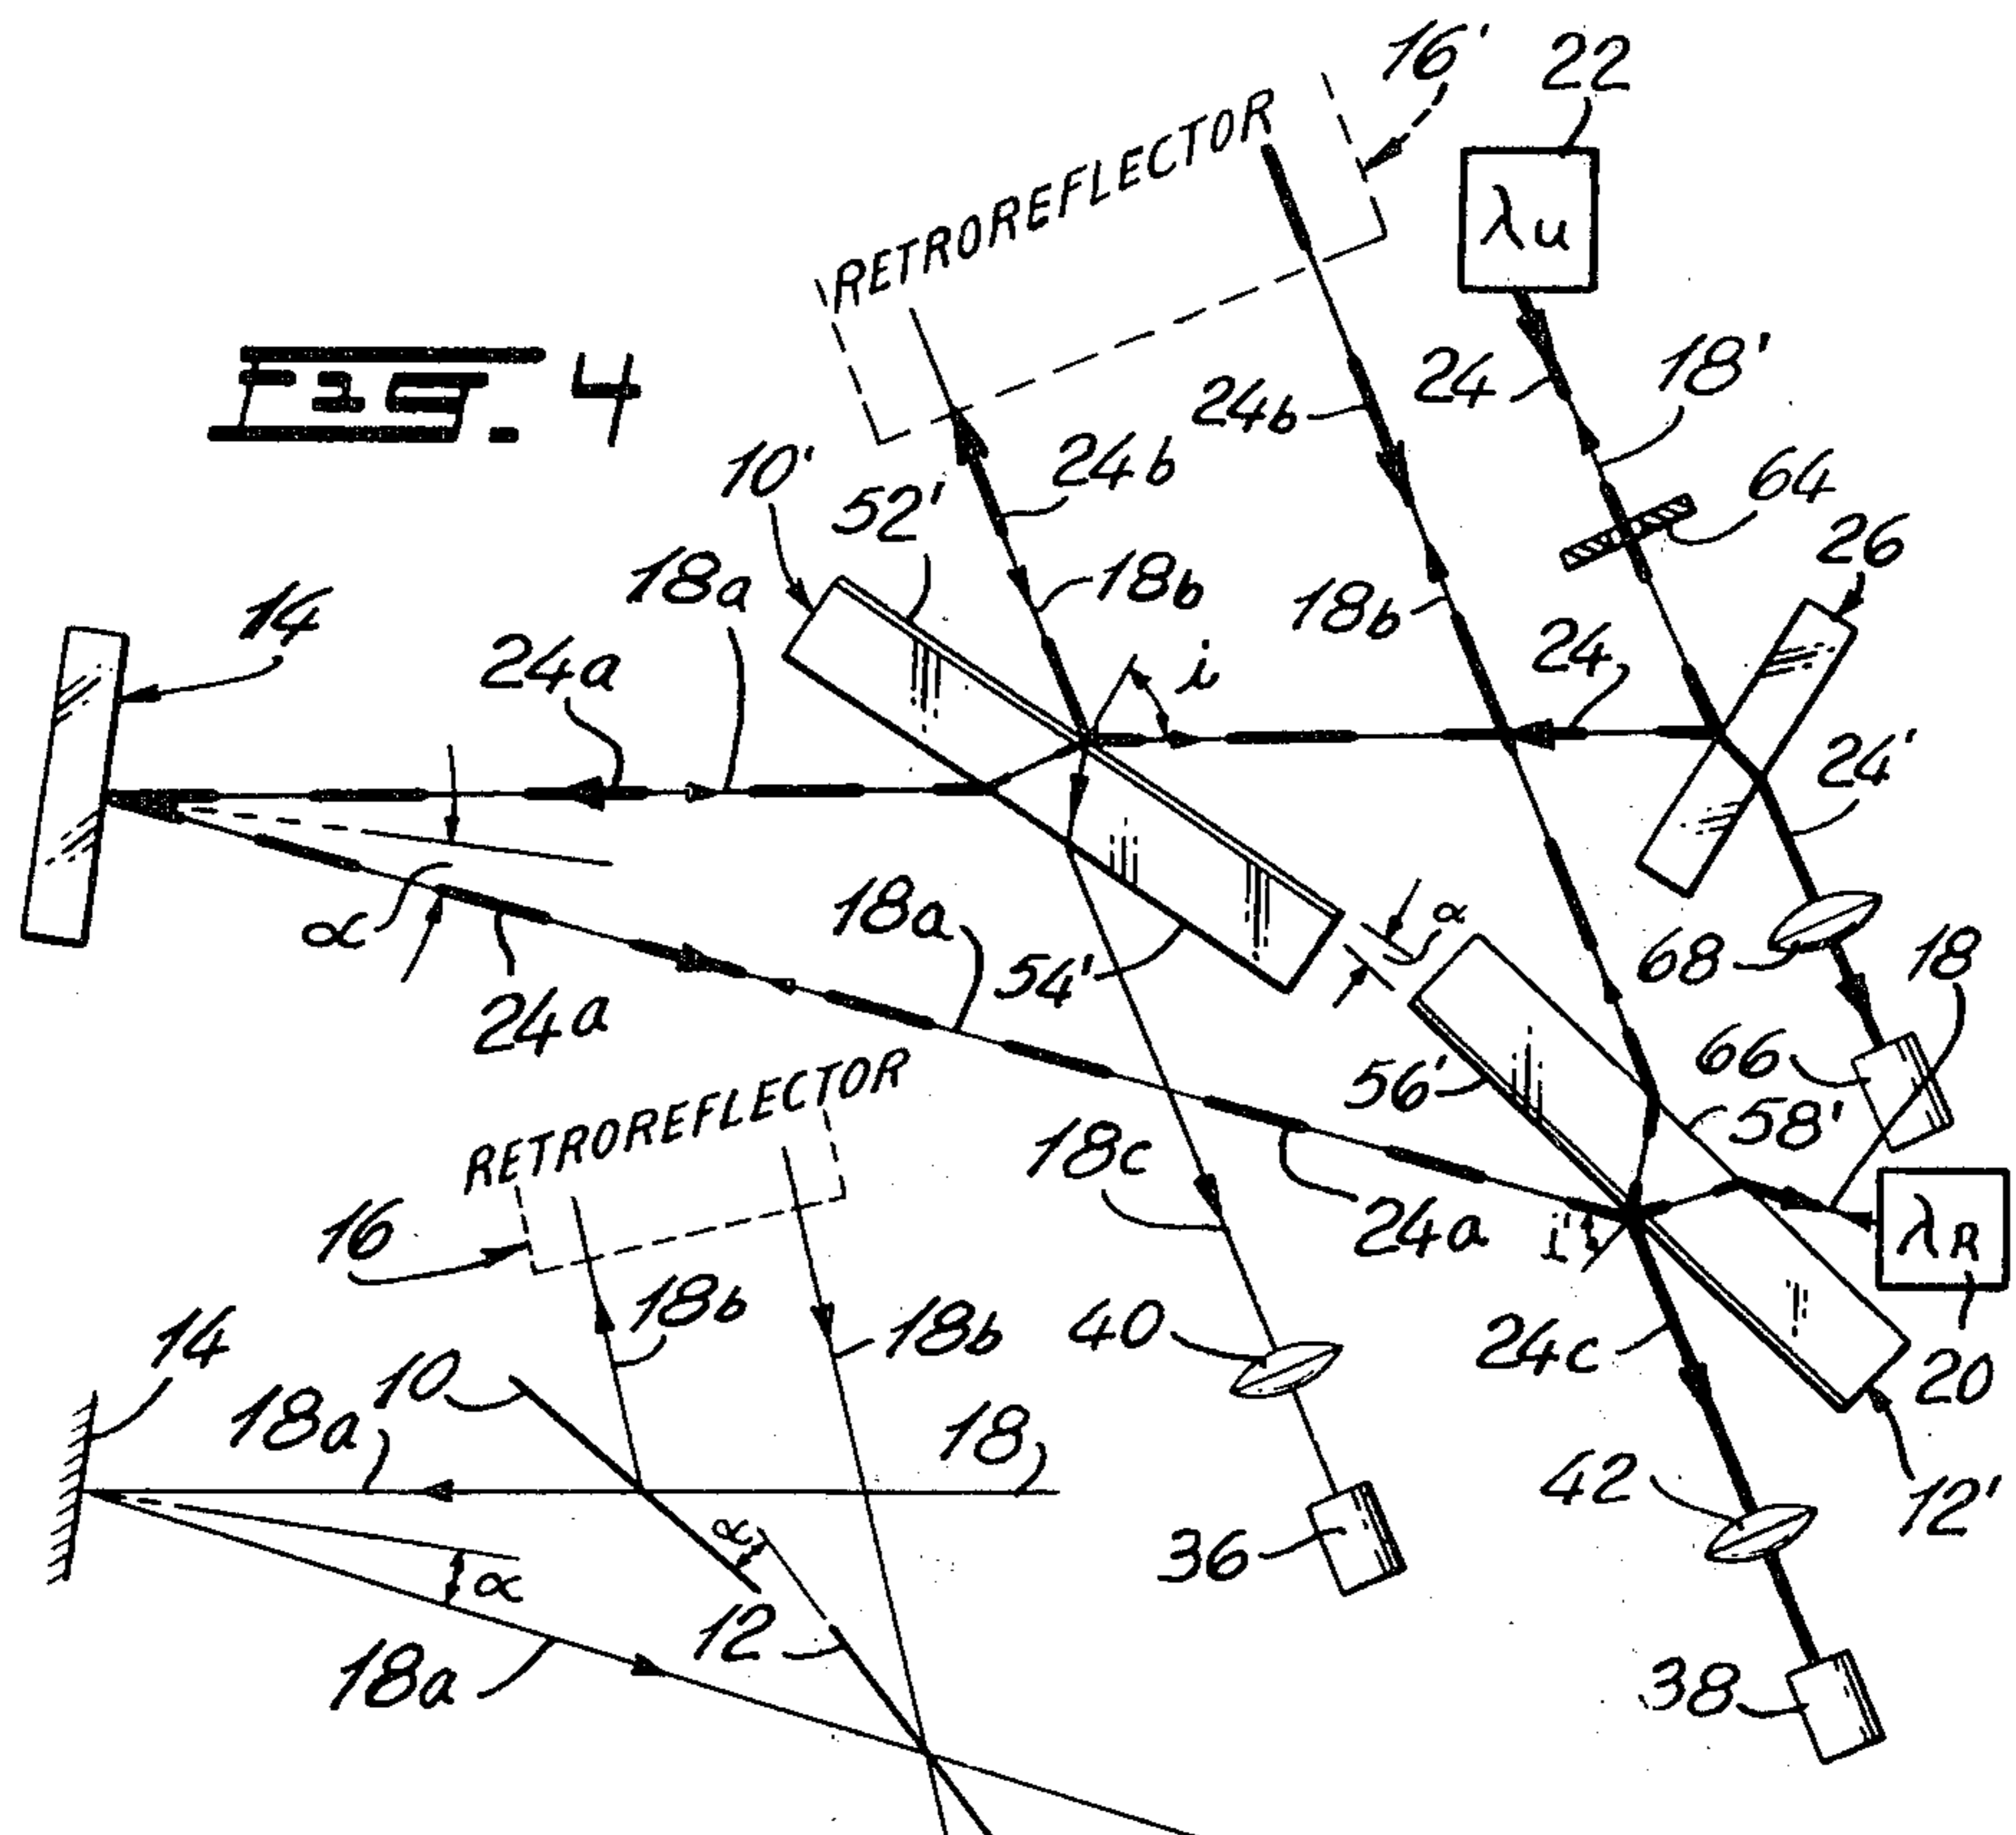 FIG. 4
16'
22
RETROREFLECTOR
λu
24b
24
18'
10'
52'
24b
64
26
14
24a
18a
18b
i
18b
24
24'
α
24a
18a
54'
α
68
18
56'
66
58'
RETROREFLECTOR
18c
24a
i'
λR
16
18b
18b
40
24c
20
14
10
18a
18
42
12'
α
α
36
12
18a
38